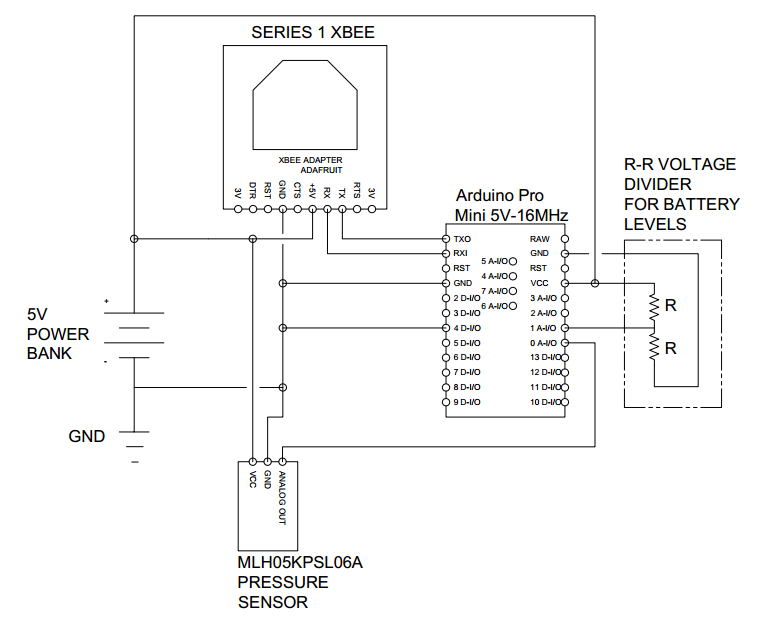 SERIES 1 XBEE
XBEE ADAPTER
ADAFRUIT
3V
DTR
RST
GND
CTS
+5V
RX
TX
RTS
3V
R-R VOLTAGE
DIVIDER
FOR BATTERY
LEVELS
Arduino Pro
Mini 5V-16MHz
TXO
RXI
RST
GND
2 D-I/O
3 D-I/O
4 D-I/O
5 D-I/O
6 D-I/O
7 D-I/O
8 D-I/O
9 D-I/O
5 A-I/O
4 A-I/O
7 A-I/O
6 A-I/O
RAW
GND
RST
VCC
3 A-I/O
2 A-I/O
1 A-I/O
0 A-I/O
13 D-I/O
12 D-I/O
11 D-I/O
10 D-I/O
R
R
+
5V
POWER
BANK
-
GND
VCC
GND
ANALOG OUT
MLH05KPSL06A
PRESSURE
SENSOR